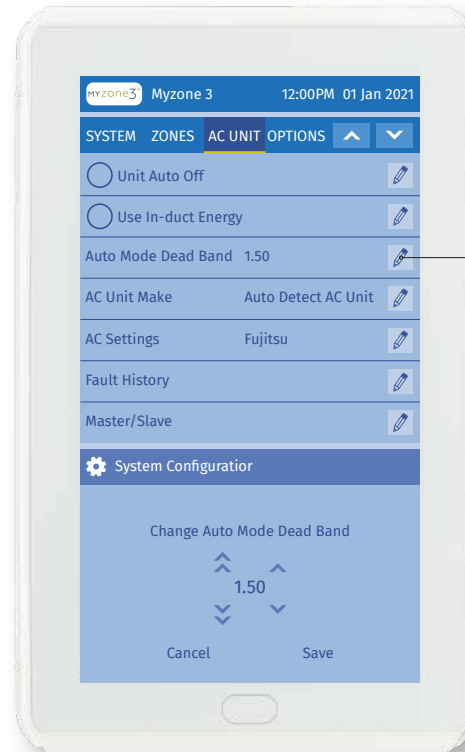 MYzone3™ Myzone 3 12:00PM 01 Jan 2021
SYSTEM ZONES AC UNIT OPTIONS
Unit Auto Off
Use In-duct Energy
Auto Mode Dead Band 1.50
AC Unit Make Auto Detect AC Unit
AC Settings Fujitsu
Fault History
Master/Slave
System Configuratior
Change Auto Mode Dead Band
1.50
Cancel Save